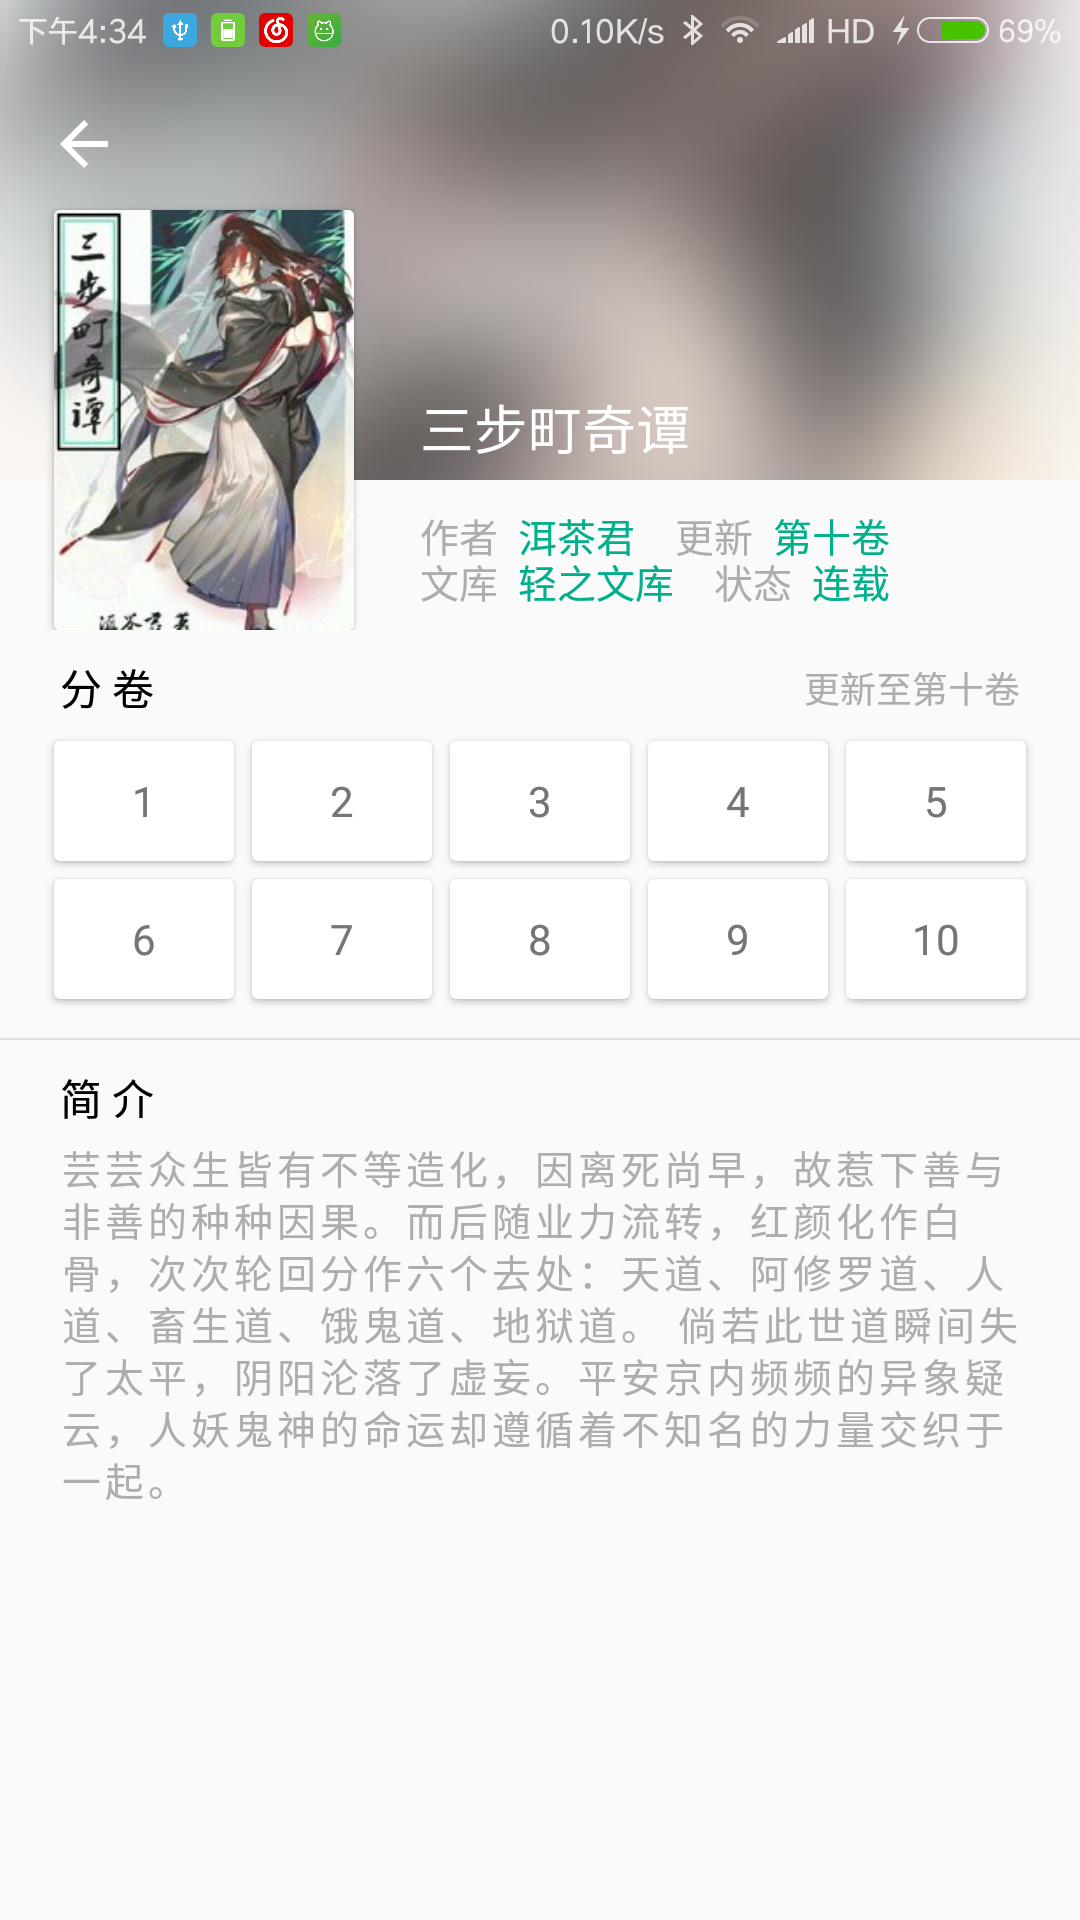 下午4:34 0.10K/s HD 69%
三步町奇谭
三步町奇谭
作者 洱茶君 更新 第十卷
文库 轻之文库 状态 连载
洱茶君 著
分卷 更新至第十卷
1 2 3 4 5
6 7 8 9 10
简介
芸芸众生皆有不等造化，因离死尚早，故惹下善与
非善的种种因果。而后随业力流转，红颜化作白
骨，次次轮回分作六个去处：天道、阿修罗道、人
道、畜生道、饿鬼道、地狱道。 倘若此世道瞬间失
了太平，阴阳沦落了虚妄。平安京内频频的异象疑
云，人妖鬼神的命运却遵循着不知名的力量交织于
一起。